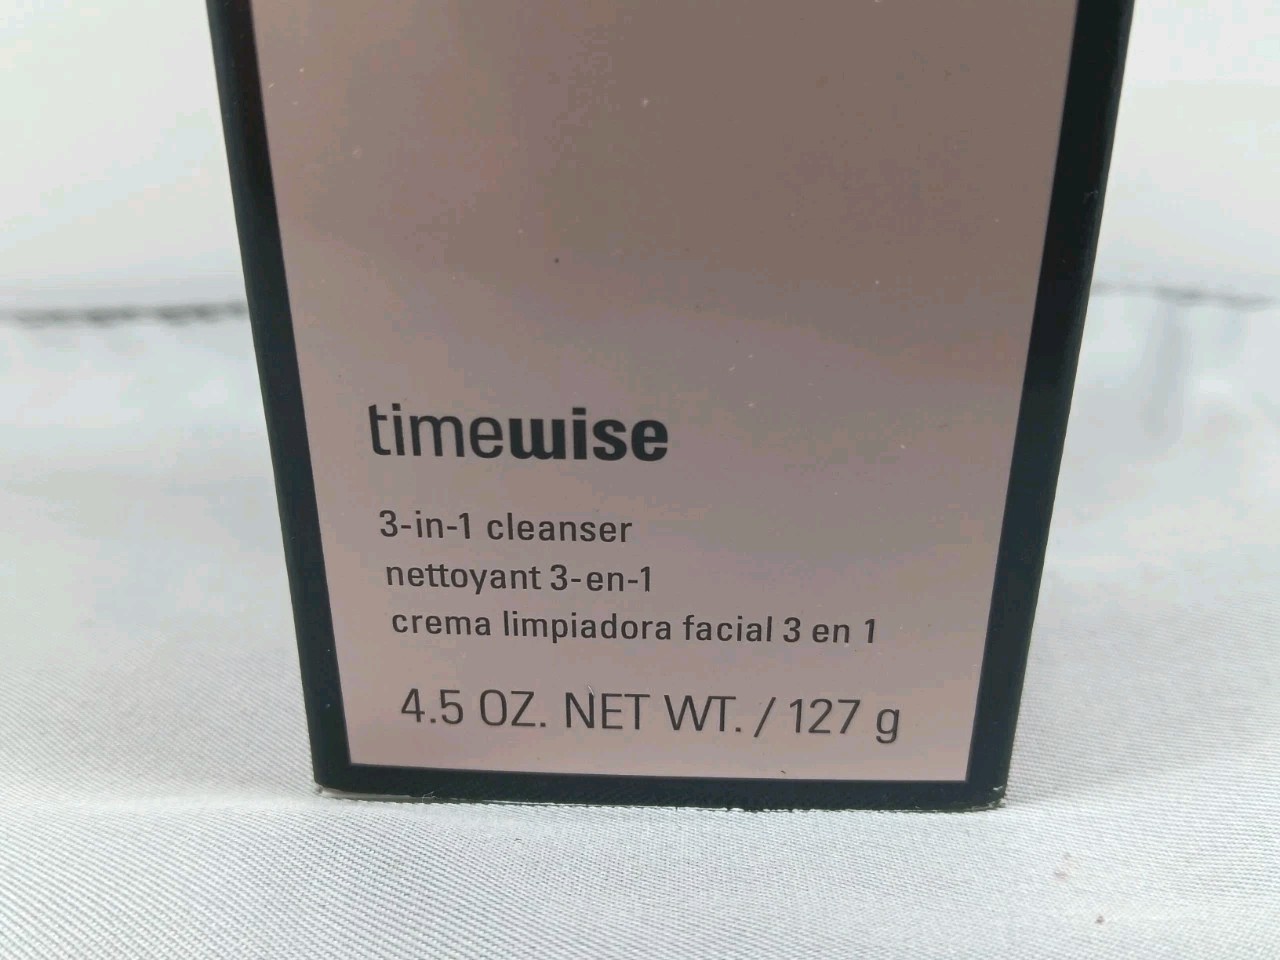 timewise
3-in-1 cleanser
nettoyant 3-en-1
crema limpiadora facial 3 en 1
4.5 OZ. NET WT. / 127 g